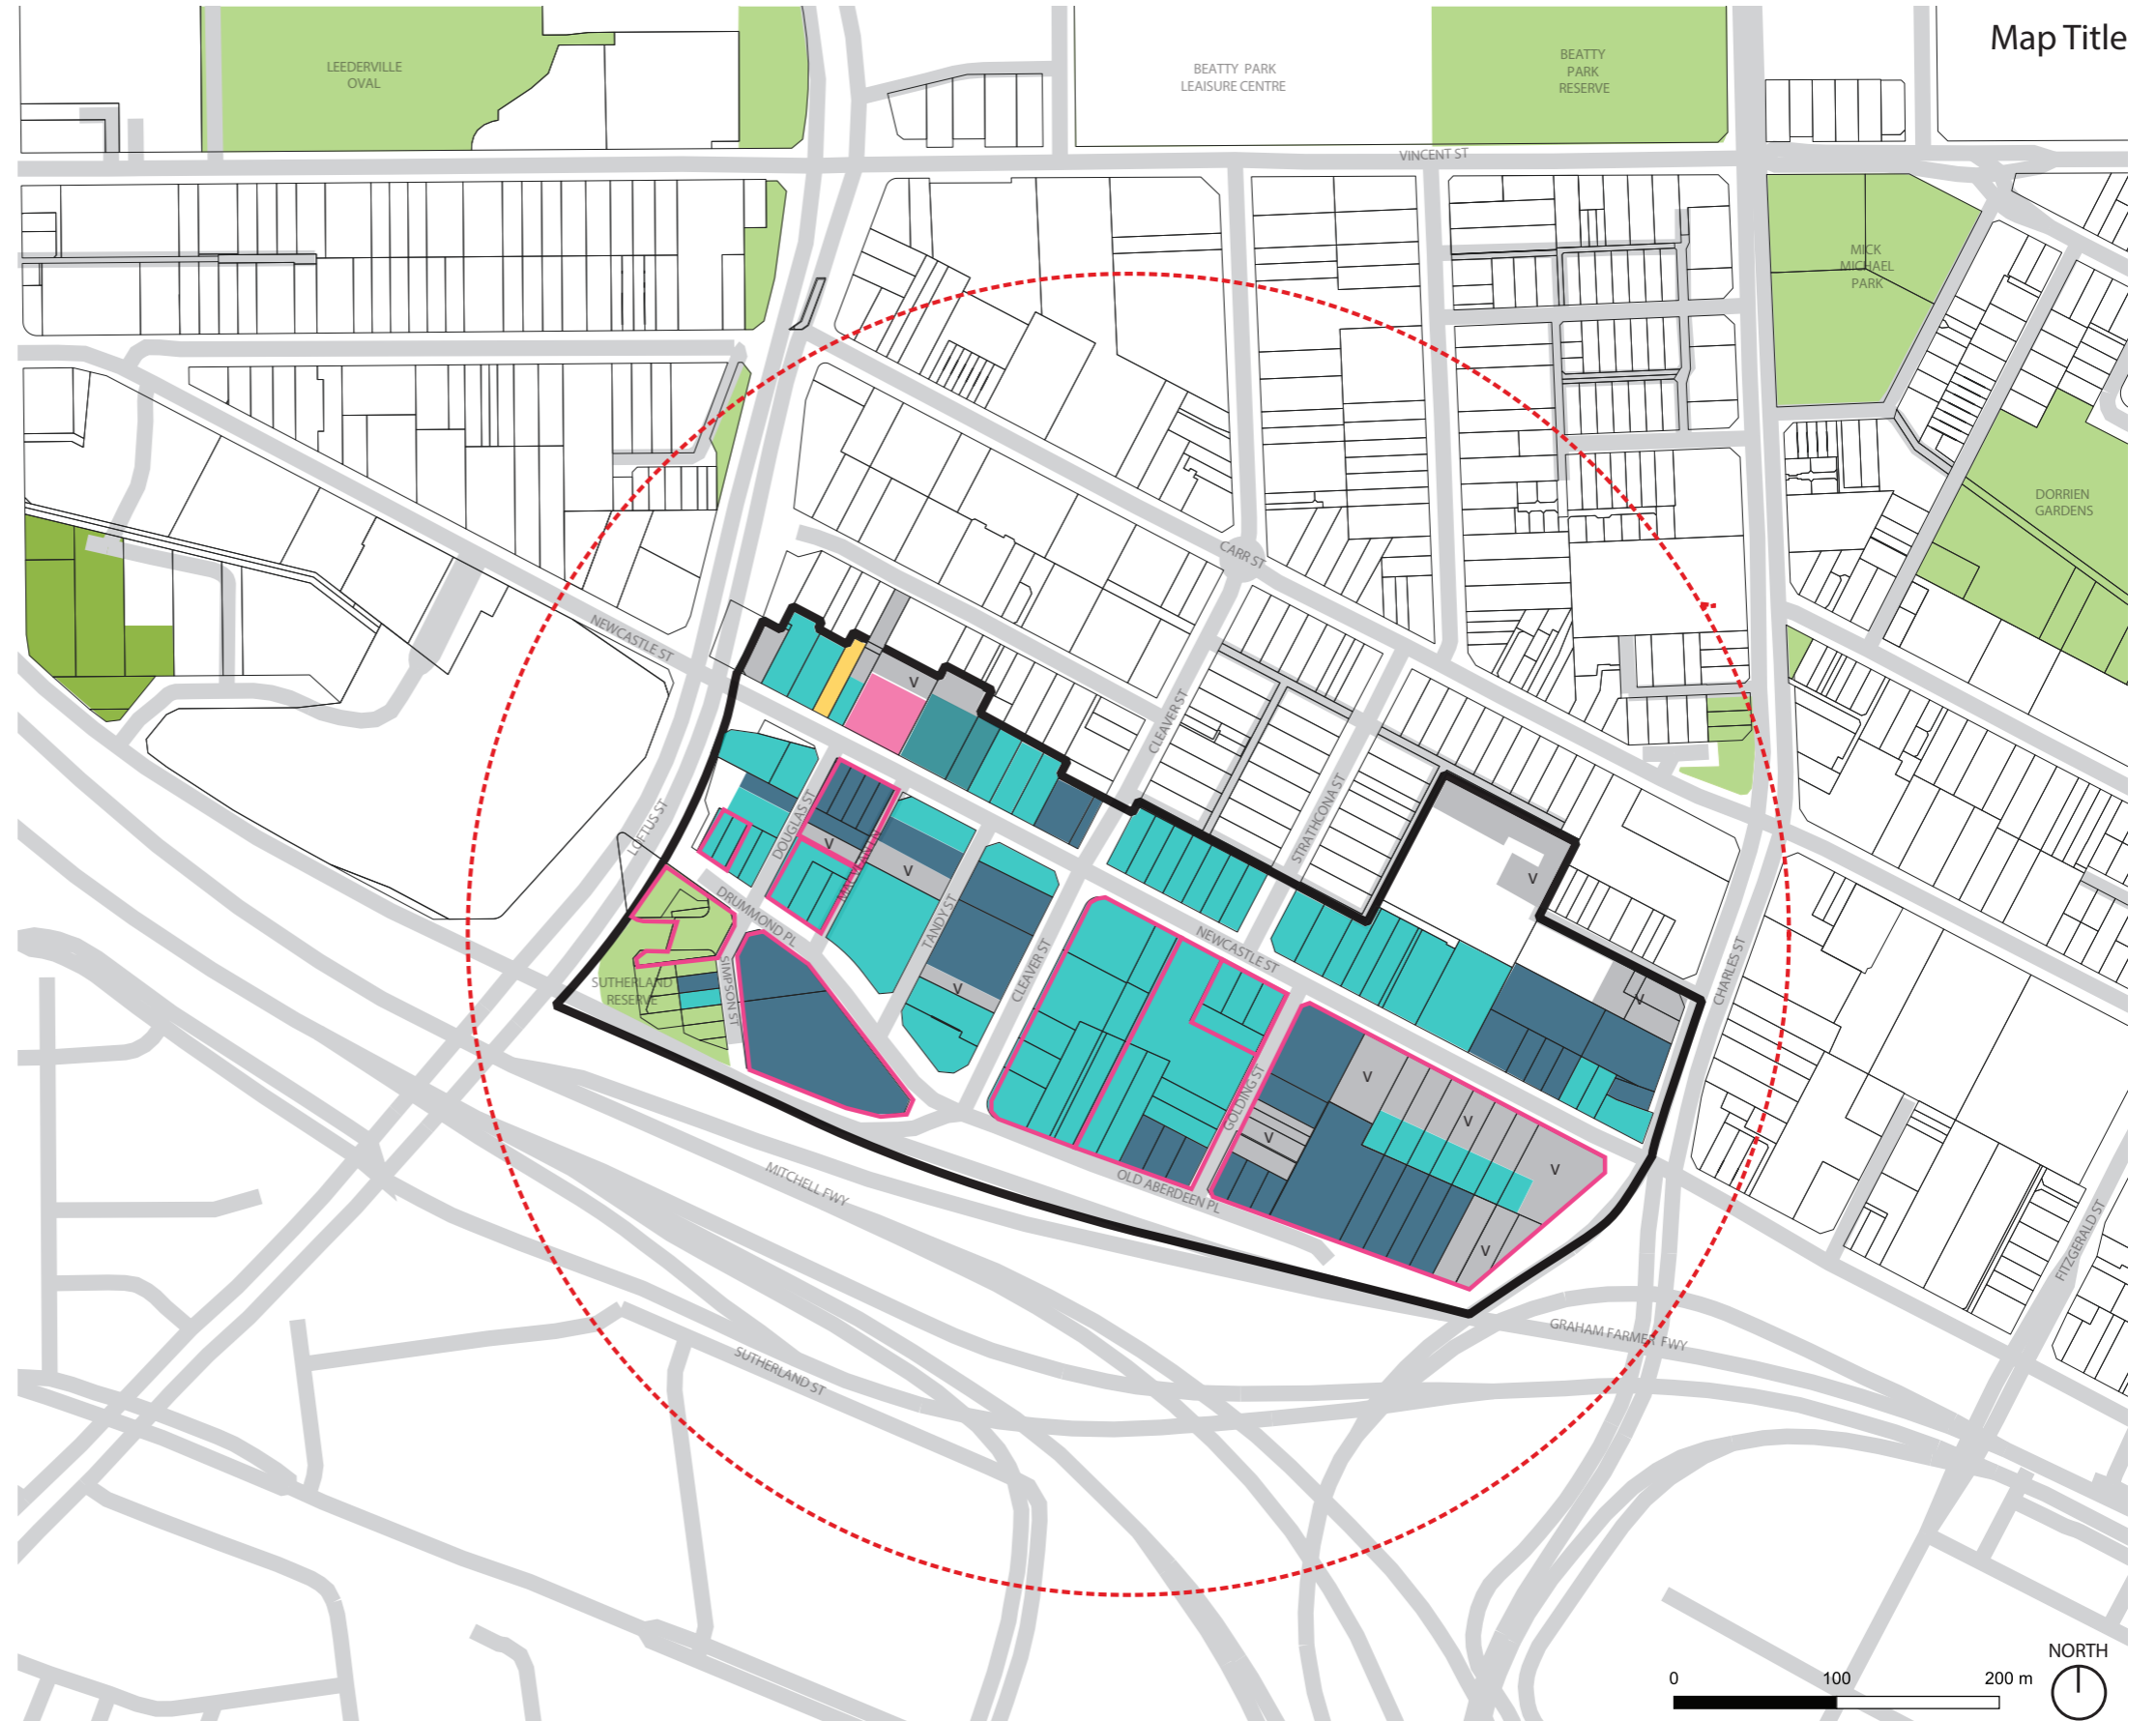 Map Title
LEEDERVILLE
OVAL
BEATTY PARK
LEAISURE CENTRE
BEATTY
PARK
RESERVE
VINCENT ST
MICK
MICHAEL
PARK
DORRIEN
GARDENS
CARR ST
NEWCASTLE ST
V
CLEAVER ST
STRATHCONA ST
LOFTUS ST
DOUGLAS ST
V
MACVEAN LN
V
V
DRUMMOND PL
TANDY ST
NEWCASTLE ST
CHARLES ST
SUTHERLAND
RESERVE
SIMPSON ST
CLEAVER ST
V
V
GOLDING ST
V
V
V
V
V
OLD ABERDEEN PL
MITCHELL FWY
FITZGERALD ST
GRAHAM FARMER FWY
SUTHERLAND ST
NORTH
0
100
200 m